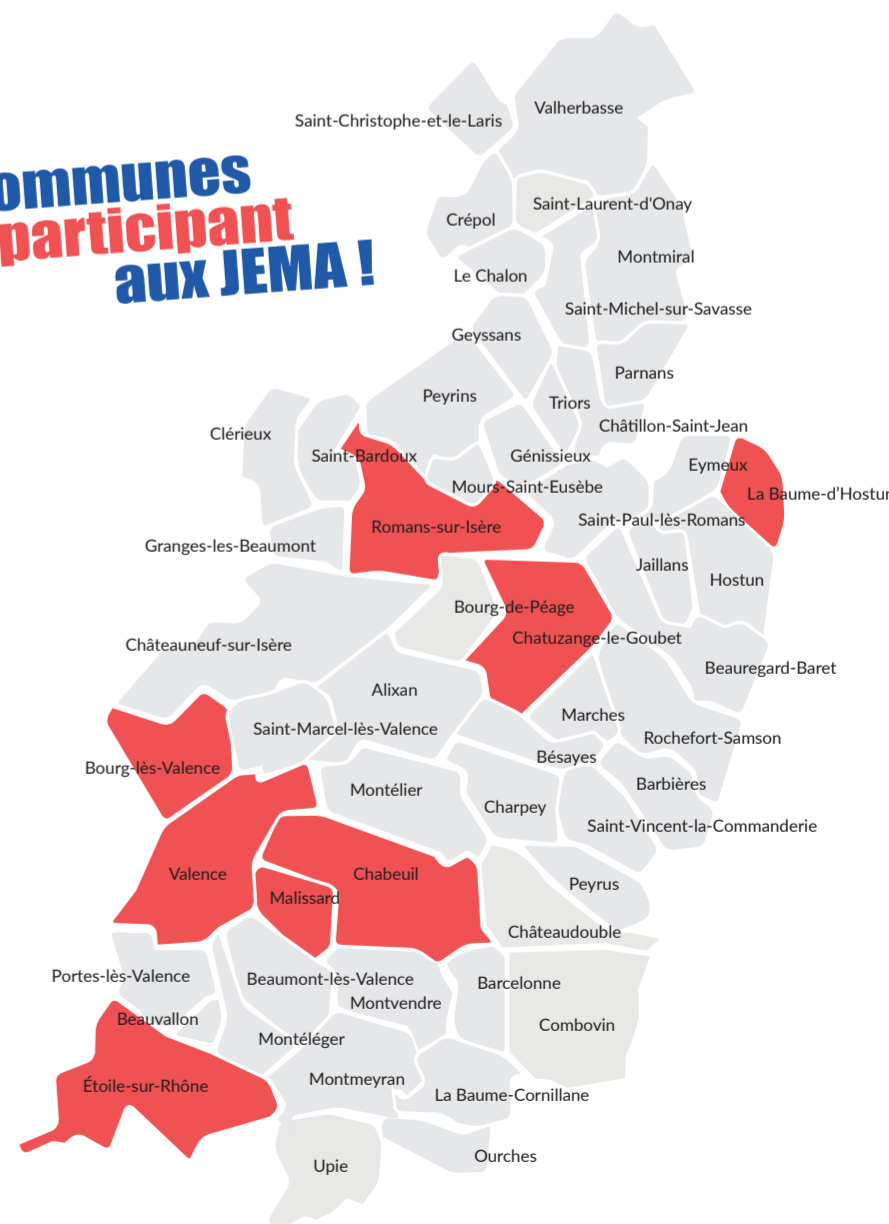 ommunes
participant
aux JEMA !
Valherbasse
Saint-Christophe-et-le-Laris
Saint-Laurent-d'Onay
Crépol
Montmiral
Le Chalon
Saint-Michel-sur-Savasse
Geyssans
Parnans
Peyrins
Triors
Châtillon-Saint-Jean
Clérieux
Saint-Bardoux
Génissieux
Eymeux
Mours-Saint-Eusèbe
La Baume-d’Hostun
Saint-Paul-lès-Romans
Romans-sur-Isère
Granges-les-Beaumont
Jaillans
Hostun
Bourg-de-Péage
Chatuzange-le-Goubet
Châteauneuf-sur-Isère
Beauregard-Baret
Alixan
Marches
Saint-Marcel-lès-Valence
Rochefort-Samson
Bésayes
Bourg-lès-Valence
Barbières
Montélier
Charpey
Saint-Vincent-la-Commanderie
Valence
Chabeuil
Peyrus
Malissard
Châteaudouble
Portes-lès-Valence
Beaumont-lès-Valence
Barcelonne
Montvendre
Beauvallon
Combovin
Montéléger
Montmeyran
Étoile-sur-Rhône
La Baume-Cornillane
Ourches
Upie